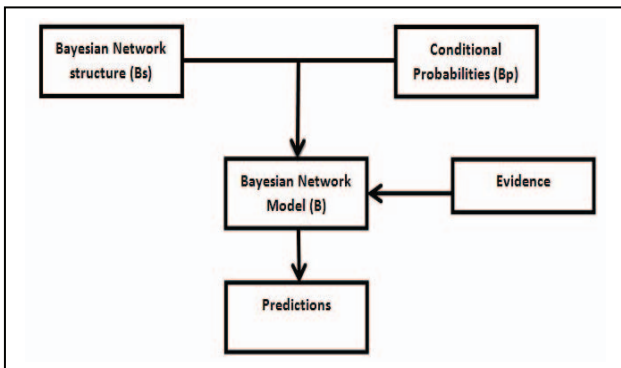 Bayesian Network
structure (Bs)
Conditional
Probabilities (Bp)
Bayesian Network
Model (B)
Evidence
Predictions